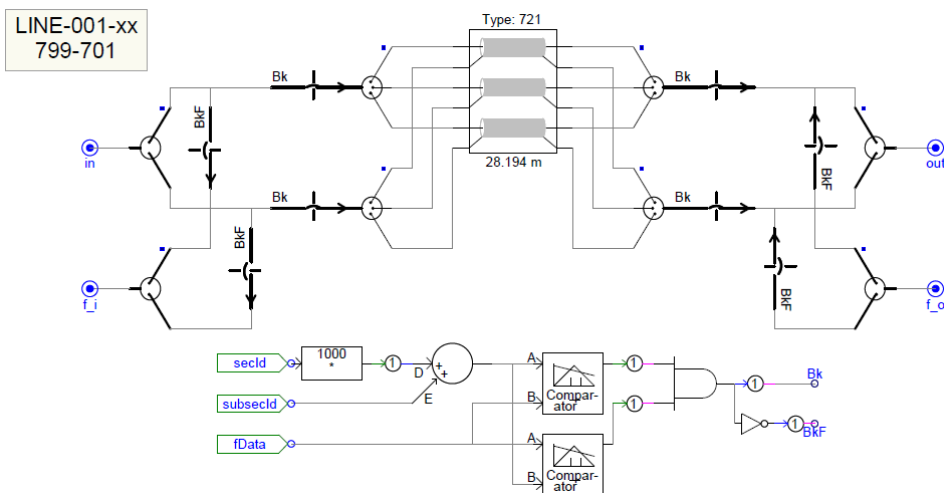 LINE-001-xx
799-701
Type: 721
Bk
Bk
BkF
BkF
in
out
28.194 m
Bk
Bk
BkF
BkF
f_i
f_o
secId
1000
*
1
D
+
+
E
subsecId
fData
A
B
Compar-
ator
A
B
Compar-
ator
1
1
1
Bk
1
BkF